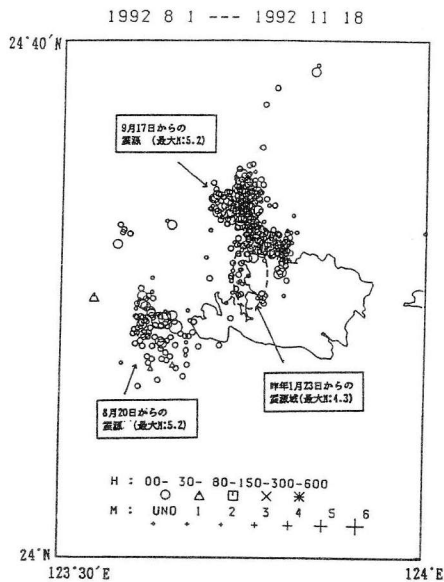 1992 8 1 --- 1992 11 18
24°40'N
9月17日からの
震源 (最大M:5.2)
昨年1月23日からの
震源域(最大M:4.3)
8月20日からの
震源 (最大M:5.2)
H : 00- 30- 80-150-300-600
M : UND 1 2 3 4 5 6
24°N
123°30'E
124°E